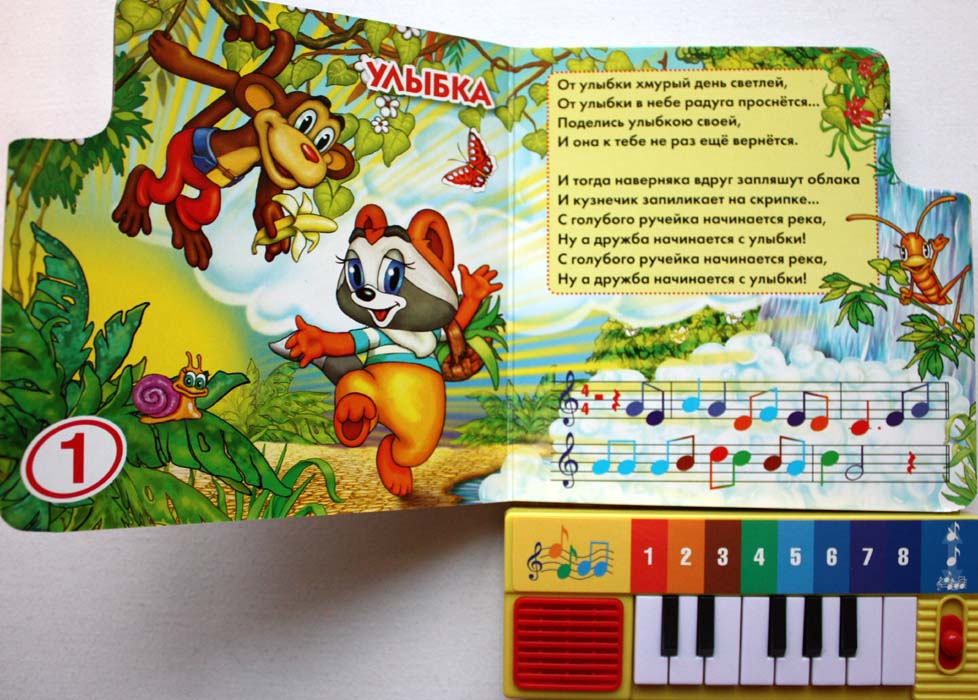 УЛЫБКА
От улыбки хмурый день светлей,
От улыбки в небе радуга проснётся...
Поделись улыбкою своей,
И она к тебе не раз ещё вернётся.
И тогда наверняка вдруг запляшут облака
И кузнечик запиликает на скрипке...
С голубого ручейка начинается река,
Ну а дружба начинается с улыбки!
С голубого ручейка начинается река,
Ну а дружба начинается с улыбки!
4
4
1
1 2 3 4 5 6 7 8